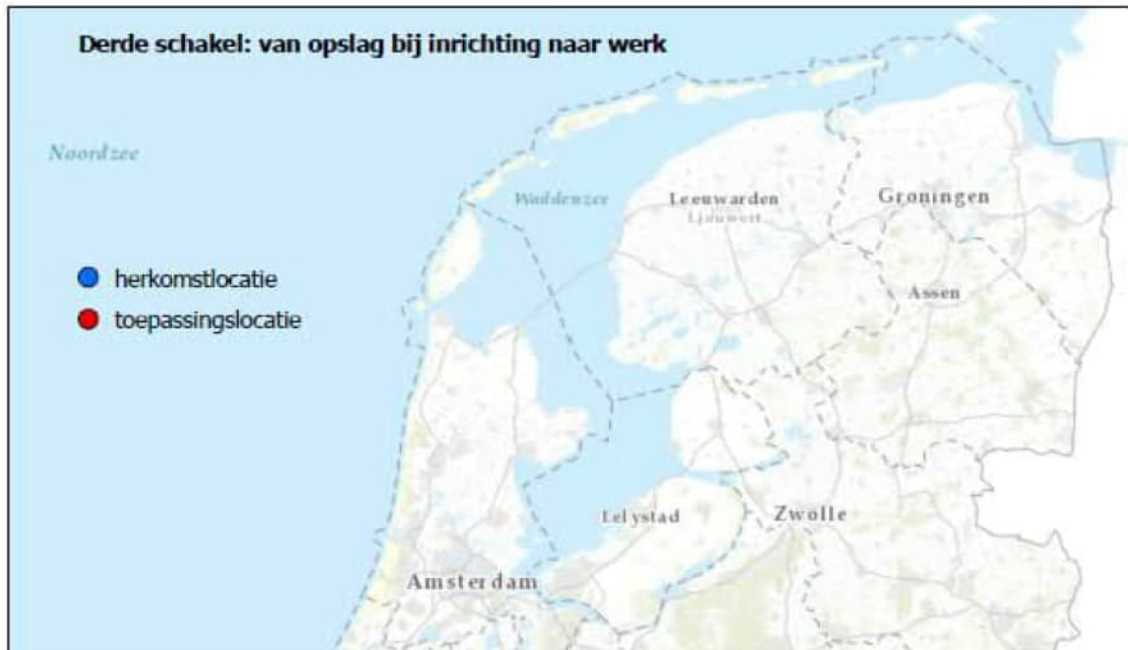 Derde schakel: van opslag bij inrichting naar werk
Noordzee
Waddenzee
Leeuwarden
Ljouwert
Groningen
herkomstlocatie
Assen
toepassingslocatie
Lelystad
Zwolle
Amsterdam